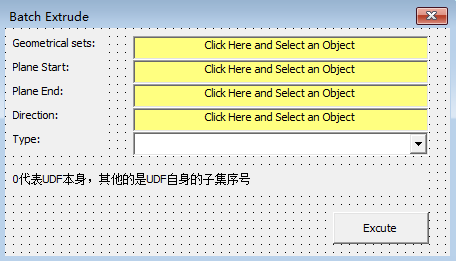 Batch Extrude
Geometrical sets: Click Here and Select an Object
Plane Start: Click Here and Select an Object
Plane End: Click Here and Select an Object
Direction: Click Here and Select an Object
Type:
0代表UDF本身，其他的是UDF自身的子集序号
Excute